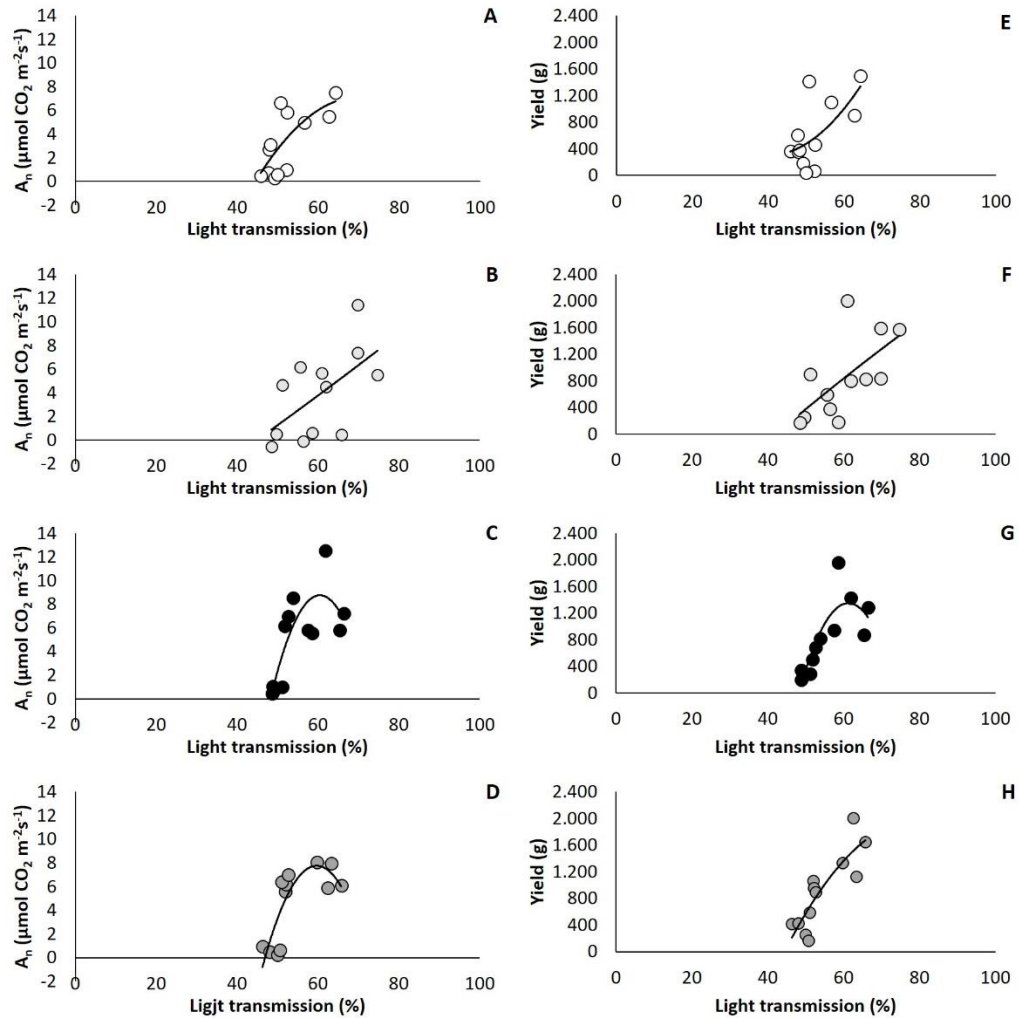 A
Aₙ (µmol CO₂ m⁻²s⁻¹)
14
12
10
8
6
4
2
0
-2
0 20 40 60 80 100
Light transmission (%)
E
Yield (g)
2.400
2.000
1.600
1.200
800
400
0
0 20 40 60 80 100
Light transmission (%)
B
Aₙ (µmol CO₂ m⁻²s⁻¹)
14
12
10
8
6
4
2
0
-2
0 20 40 60 80 100
Light transmission (%)
F
Yield (g)
2.400
2.000
1.600
1.200
800
400
0
0 20 40 60 80 100
Light transmission (%)
C
Aₙ (µmol CO₂ m⁻²s⁻¹)
14
12
10
8
6
4
2
0
-2
0 20 40 60 80 100
Light transmission (%)
G
Yield (g)
2.400
2.000
1.600
1.200
800
400
0
0 20 40 60 80 100
Light transmission (%)
D
Aₙ (µmol CO₂ m⁻²s⁻¹)
14
12
10
8
6
4
2
0
-2
0 20 40 60 80 100
Ligjt transmission (%)
H
Yield (g)
2.400
2.000
1.600
1.200
800
400
0
0 20 40 60 80 100
Light transmission (%)